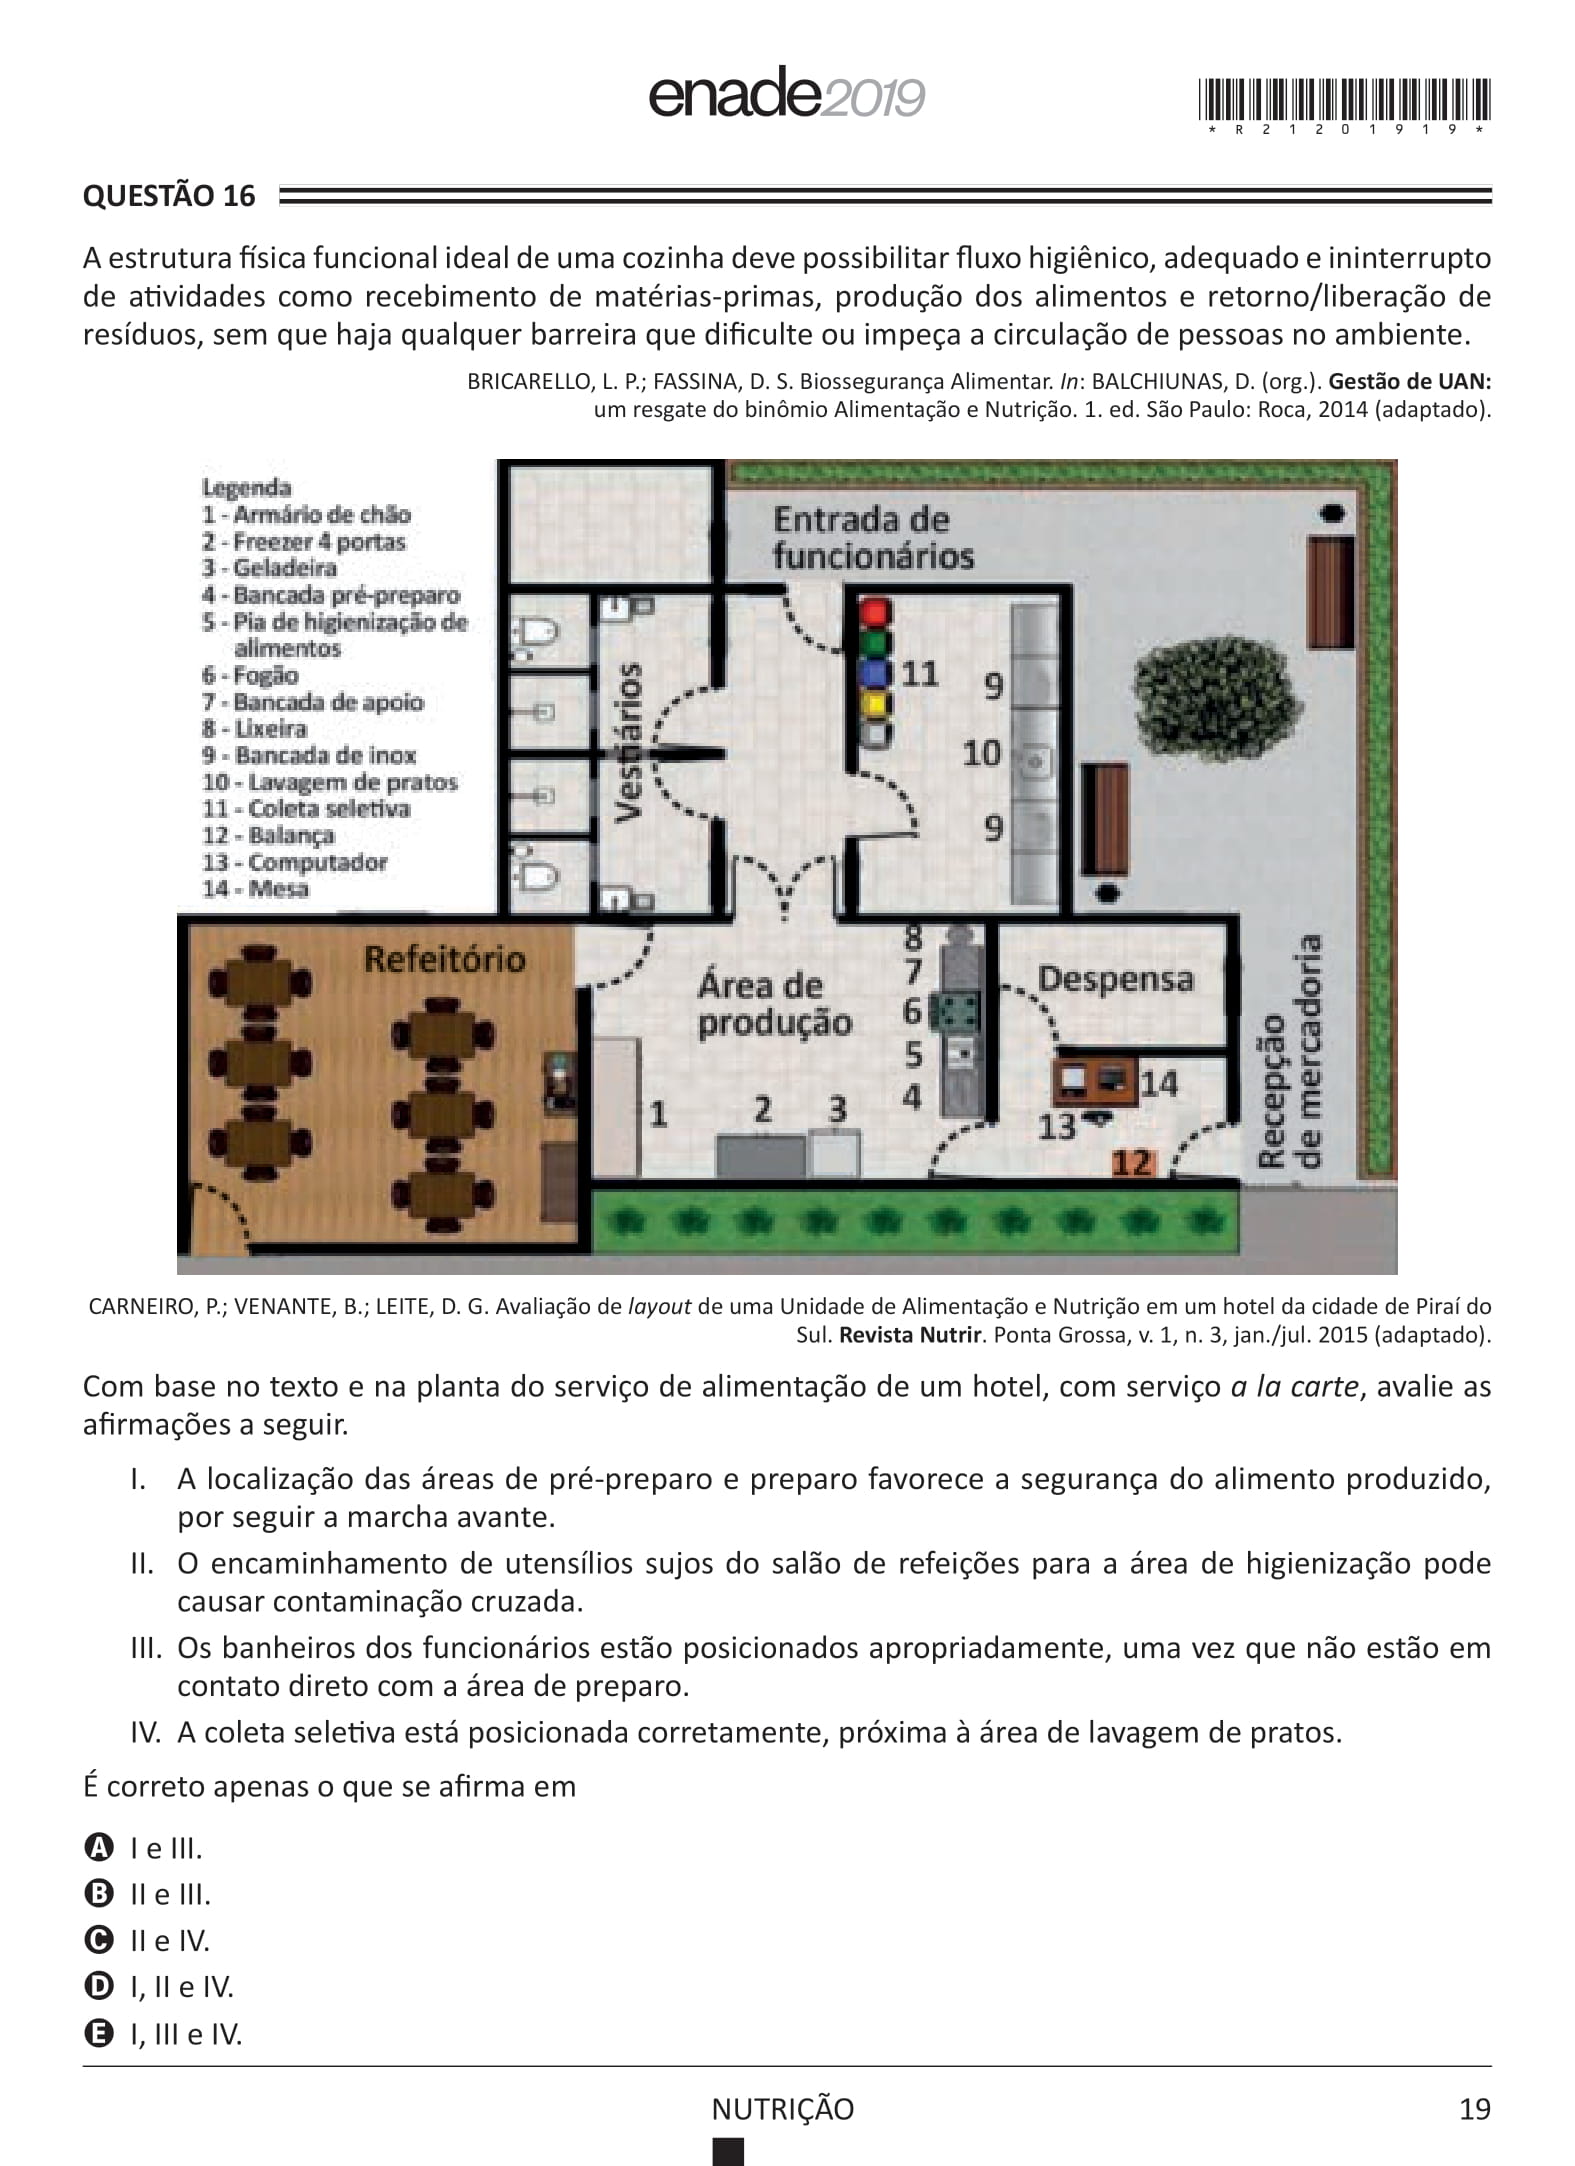 enade2019
* R 2 1 2 0 1 9 1 9 *
QUESTÃO 16
A estrutura física funcional ideal de uma cozinha deve possibilitar fluxo higiênico, adequado e ininterrupto
de atividades como recebimento de matérias-primas, produção dos alimentos e retorno/liberação de
resíduos, sem que haja qualquer barreira que dificulte ou impeça a circulação de pessoas no ambiente.
BRICARELLO, L. P.; FASSINA, D. S. Biossegurança Alimentar. In: BALCHIUNAS, D. (org.). Gestão de UAN:
um resgate do binômio Alimentação e Nutrição. 1. ed. São Paulo: Roca, 2014 (adaptado).
Legenda
1 - Armário de chão
2 - Freezer 4 portas
3 - Geladeira
4 - Bancada pré-preparo
5 - Pia de higienização de
alimentos
6 - Fogão
7 - Bancada de apoio
8 - Lixeira
9 - Bancada de inox
10 - Lavagem de pratos
11 - Coleta seletiva
12 - Balança
13 - Computador
14 - Mesa
Entrada de
funcionários
Vestiários
11
9
10
9
Refeitório
Área de
produção
8
7
6
5
4
1
2
3
Despensa
14
13
12
Recepção
de mercadoria
CARNEIRO, P.; VENANTE, B.; LEITE, D. G. Avaliação de layout de uma Unidade de Alimentação e Nutrição em um hotel da cidade de Piraí do
Sul. Revista Nutrir. Ponta Grossa, v. 1, n. 3, jan./jul. 2015 (adaptado).
Com base no texto e na planta do serviço de alimentação de um hotel, com serviço a la carte, avalie as
afirmações a seguir.
I. A localização das áreas de pré-preparo e preparo favorece a segurança do alimento produzido,
por seguir a marcha avante.
II. O encaminhamento de utensílios sujos do salão de refeições para a área de higienização pode
causar contaminação cruzada.
III. Os banheiros dos funcionários estão posicionados apropriadamente, uma vez que não estão em
contato direto com a área de preparo.
IV. A coleta seletiva está posicionada corretamente, próxima à área de lavagem de pratos.
É correto apenas o que se afirma em
A I e III.
B II e III.
C II e IV.
D I, II e IV.
E I, III e IV.
NUTRIÇÃO
19